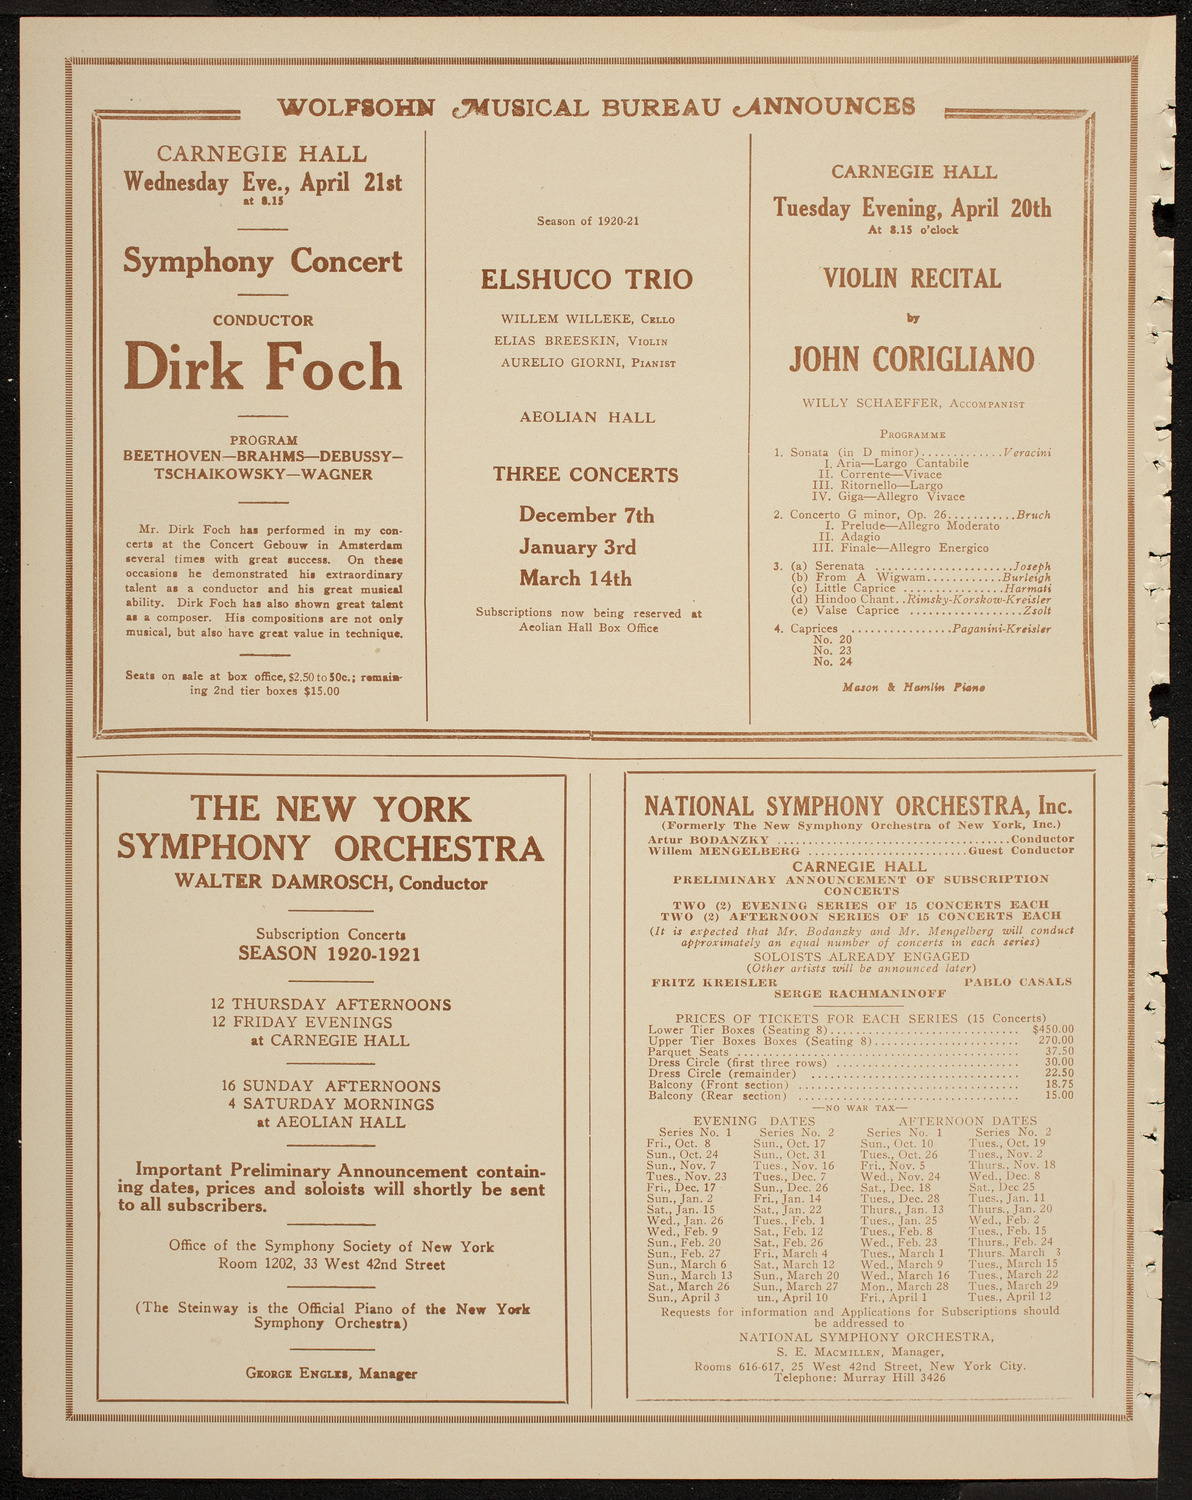 WOLFSOHN MUSICAL BUREAU ANNOUNCES
CARNEGIE HALL
Wednesday Eve., April 21st
at 8.15
Symphony Concert
CONDUCTOR
Dirk Foch
PROGRAM
BEETHOVEN—BRAHMS—DEBUSSY—
TSCHAIKOWSKY—WAGNER
Mr. Dirk Foch has performed in my con-
certs at the Concert Gebouw in Amsterdam
several times with great success. On these
occasions he demonstrated his extraordinary
talent as a conductor and his great musical
ability. Dirk Foch has also shown great talent
as a composer. His compositions are not only
musical, but also have great value in technique.
Seats on sale at box office, $2.50 to 50c.; remain-
ing 2nd tier boxes $15.00
Season of 1920-21
ELSHUCO TRIO
WILLEM WILLEKE, Cello
ELIAS BREESKIN, Violin
AURELIO GIORNI, Pianist
AEOLIAN HALL
THREE CONCERTS
December 7th
January 3rd
March 14th
Subscriptions now being reserved at
Aeolian Hall Box Office
CARNEGIE HALL
Tuesday Evening, April 20th
At 8.15 o'clock
VIOLIN RECITAL
by
JOHN CORIGLIANO
WILLY SCHAEFFER, Accompanist
Programme
1. Sonata (in D minor).............Veracini
I. Aria—Largo Cantabile
II. Corrente—Vivace
III. Ritornello—Largo
IV. Giga—Allegro Vivace
2. Concerto G minor, Op. 26..........Bruch
I. Prelude—Allegro Moderato
II. Adagio
III. Finale—Allegro Energico
3. (a) Serenata .....................Joseph
(b) From A Wigwam............Burleigh
(c) Little Caprice ................Harmati
(d) Hindoo Chant..Rimsky-Korskow-Kreisler
(e) Valse Caprice ..................Zsolt
4. Caprices ................Paganini-Kreisler
No. 20
No. 23
No. 24
Mason & Hamlin Piano
THE NEW YORK
SYMPHONY ORCHESTRA
WALTER DAMROSCH, Conductor
Subscription Concerts
SEASON 1920-1921
12 THURSDAY AFTERNOONS
12 FRIDAY EVENINGS
at CARNEGIE HALL
16 SUNDAY AFTERNOONS
4 SATURDAY MORNINGS
at AEOLIAN HALL
Important Preliminary Announcement contain-
ing dates, prices and soloists will shortly be sent
to all subscribers.
Office of the Symphony Society of New York
Room 1202, 33 West 42nd Street
(The Steinway is the Official Piano of the New York
Symphony Orchestra)
George Engles, Manager
NATIONAL SYMPHONY ORCHESTRA, Inc.
(Formerly The New Symphony Orchestra of New York, Inc.)
Artur BODANZKY ..................................Conductor
Willem MENGELBERG ...........................Guest Conductor
CARNEGIE HALL
PRELIMINARY ANNOUNCEMENT OF SUBSCRIPTION
CONCERTS
TWO (2) EVENING SERIES OF 15 CONCERTS EACH
TWO (2) AFTERNOON SERIES OF 15 CONCERTS EACH
(It is expected that Mr. Bodanzky and Mr. Mengelberg will conduct
approximately an equal number of concerts in each series)
SOLOISTS ALREADY ENGAGED
(Other artists will be announced later)
FRITZ KREISLER PABLO CASALS
SERGE RACHMANINOFF
PRICES OF TICKETS FOR EACH SERIES (15 Concerts)
Lower Tier Boxes (Seating 8)............................. $450.00
Upper Tier Boxes Boxes (Seating 8)...................... 270.00
Parquet Seats ........................................... 37.50
Dress Circle (first three rows) ............................ 30.00
Dress Circle (remainder) ................................ 22.50
Balcony (Front section) .................................. 18.75
Balcony (Rear section) .................................. 15.00
—NO WAR TAX—
EVENING DATES AFTERNOON DATES
Series No. 1 Series No. 2 Series No. 1 Series No. 2
Fri., Oct. 8 Sun., Oct. 17 Sun., Oct. 10 Tues., Oct. 19
Sun., Oct. 24 Sun., Oct. 31 Tues., Oct. 26 Tues., Nov. 2
Sun., Nov. 7 Tues., Nov. 16 Fri., Nov. 5 Thurs., Nov. 18
Tues., Nov. 23 Tues., Dec. 7 Wed., Nov. 24 Wed., Dec. 8
Fri., Dec. 17 Sun., Dec. 26 Sat., Dec. 18 Sat., Dec 25
Sun., Jan. 2 Fri., Jan. 14 Tues., Dec. 28 Tues., Jan. 11
Sat., Jan. 15 Sat., Jan. 22 Thurs., Jan. 13 Thurs., Jan. 20
Wed., Jan. 26 Tues., Feb. 1 Tues., Jan. 25 Wed., Feb. 2
Wed., Feb. 9 Sat., Feb. 12 Tues., Feb. 8 Tues., Feb. 15
Sun., Feb. 20 Sat., Feb. 26 Wed., Feb. 23 Thurs., Feb. 24
Sun., Feb. 27 Fri., March 4 Tues., March 1 Thurs. March 3
Sun., March 6 Sat., March 12 Wed., March 9 Tues., March 15
Sun., March 13 Sun., March 20 Wed., March 16 Tues., March 22
Sat., March 26 Sun., March 27 Mon., March 28 Tues., March 29
Sun., April 3 un., April 10 Fri., April 1 Tues., April 12
Requests for information and Applications for Subscriptions should
be addressed to
NATIONAL SYMPHONY ORCHESTRA,
S. E. Macmillen, Manager,
Rooms 616-617, 25 West 42nd Street, New York City.
Telephone: Murray Hill 3426